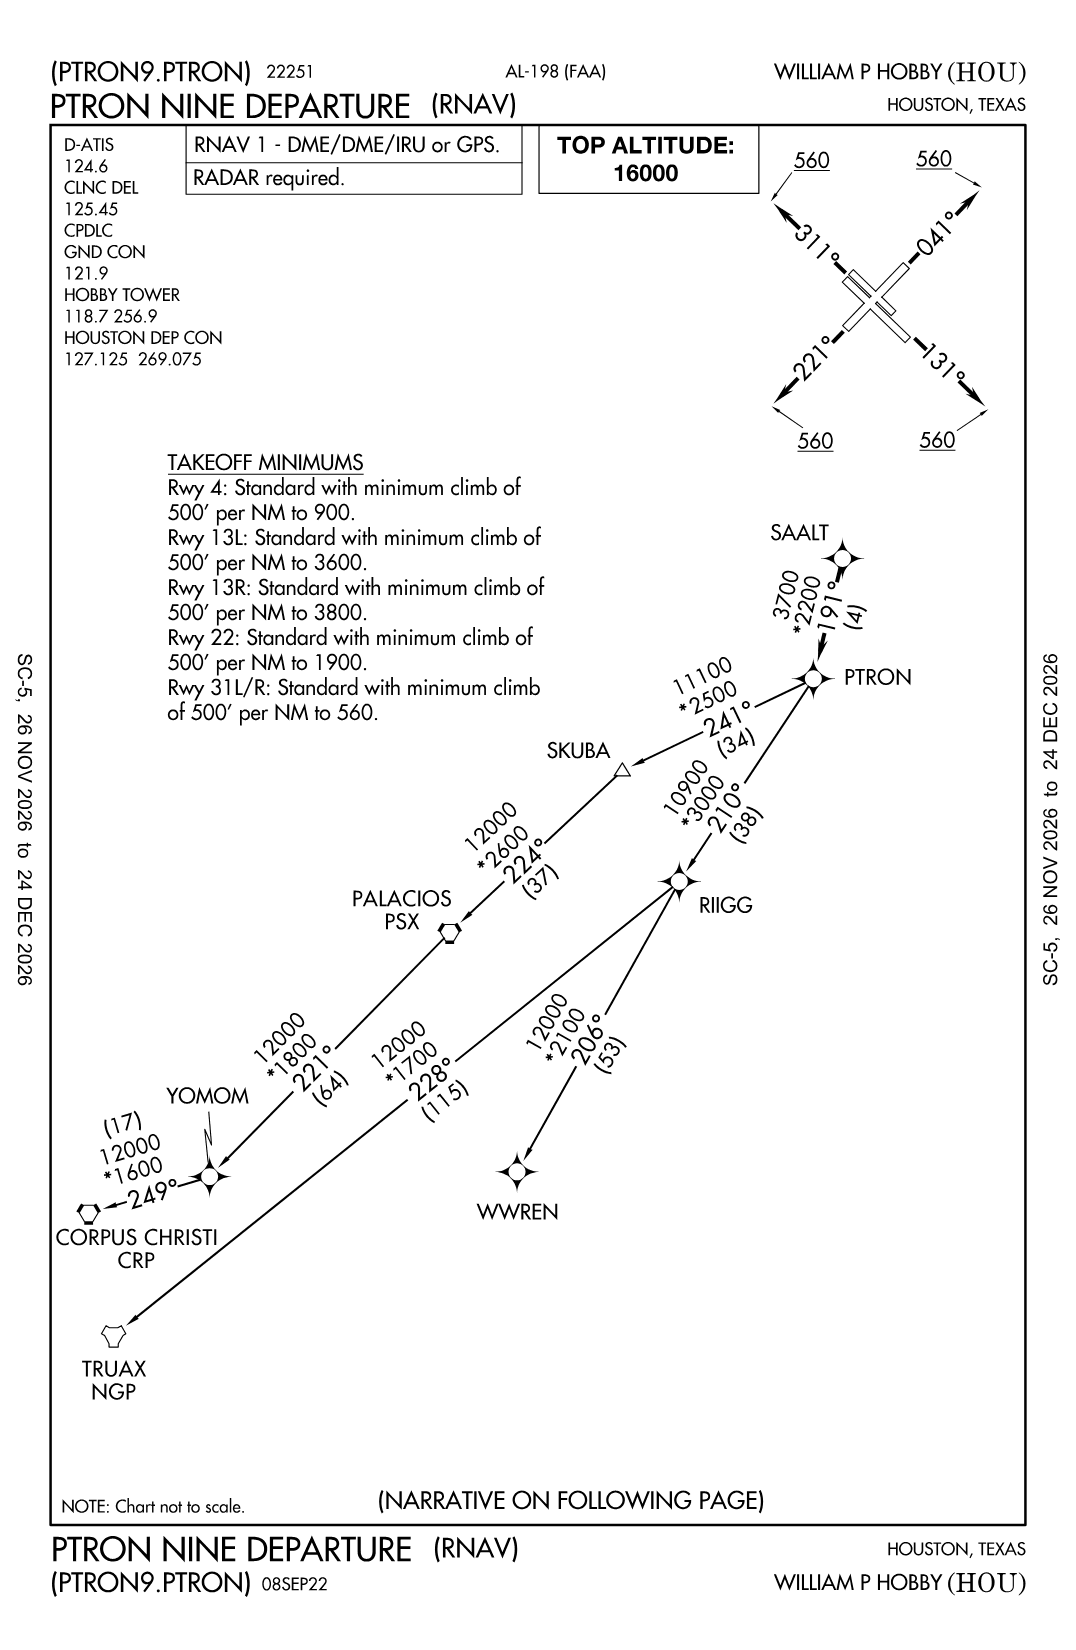 (PTRON9.PTRON) 22251
AL-198 (FAA)
WILLIAM P HOBBY (HOU)
PTRON NINE DEPARTURE (RNAV)
HOUSTON, TEXAS
D-ATIS
124.6
CLNC DEL
125.45
CPDLC
GND CON
121.9
HOBBY TOWER
118.7 256.9
HOUSTON DEP CON
127.125 269.075
RNAV 1 - DME/DME/IRU or GPS.
RADAR required.
TOP ALTITUDE:
16000
560
560
311°
041°
221°
131°
560
560
TAKEOFF MINIMUMS
Rwy 4: Standard with minimum climb of
500' per NM to 900.
Rwy 13L: Standard with minimum climb of
500' per NM to 3600.
Rwy 13R: Standard with minimum climb of
500' per NM to 3800.
Rwy 22: Standard with minimum climb of
500' per NM to 1900.
Rwy 31L/R: Standard with minimum climb
of 500' per NM to 560.
SAALT
3700
*2200
191°
(4)
PTRON
11100
*2500
241°
(34)
SKUBA
10900
*3000
210°
(38)
12000
*2600
224°
(37)
RIIGG
PALACIOS
PSX
12000
*1800
221°
(64)
12000
*1700
228°
(115)
12000
*2100
206°
(53)
YOMOM
(17)
12000
*1600
249°
WWREN
CORPUS CHRISTI
CRP
TRUAX
NGP
NOTE: Chart not to scale.
(NARRATIVE ON FOLLOWING PAGE)
SC-5, 26 NOV 2026 to 24 DEC 2026
SC-5, 26 NOV 2026 to 24 DEC 2026
PTRON NINE DEPARTURE (RNAV)
HOUSTON, TEXAS
(PTRON9.PTRON) 08SEP22
WILLIAM P HOBBY (HOU)